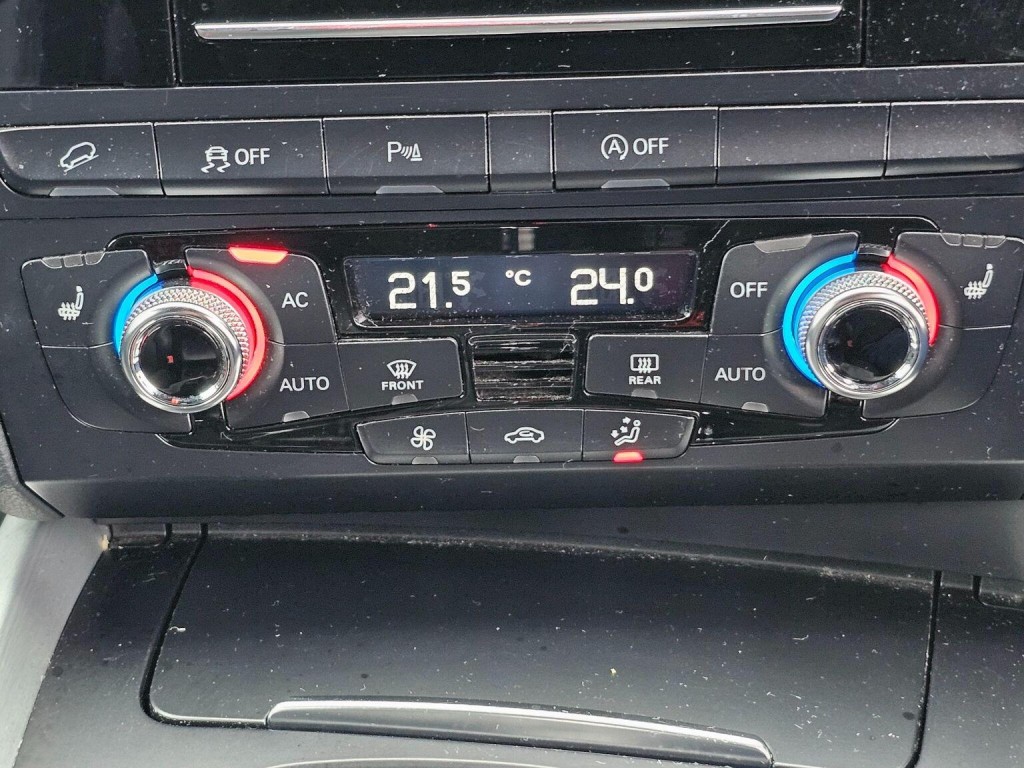 OFF
P
A OFF
AC
21.5 °C 24.0
OFF
AUTO
FRONT
REAR
AUTO